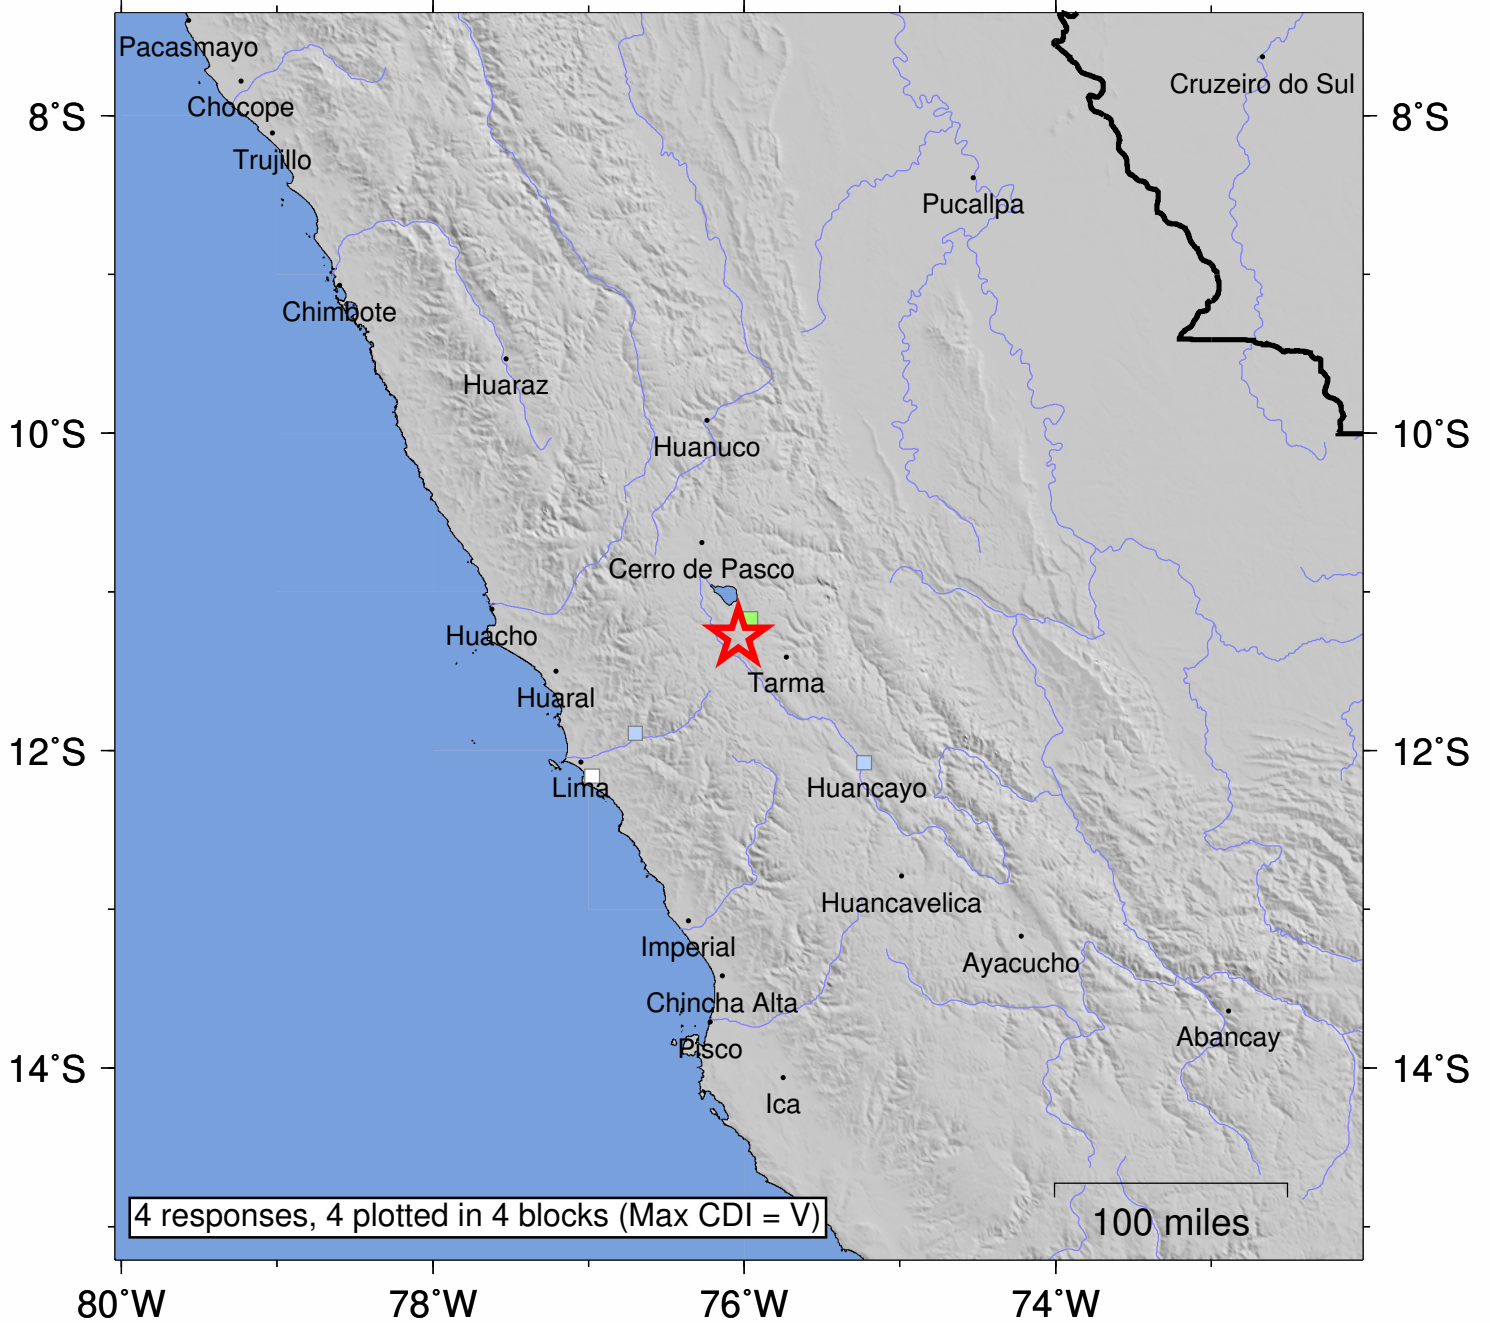 Pacasmayo
Cruzeiro do Sul
Chocope
8°S
8°S
Trujillo
Pucallpa
Chimbote
Huaraz
10°S
10°S
Huanuco
Cerro de Pasco
Huacho
Tarma
Huaral
12°S
12°S
Lima
Huancayo
Huancavelica
Imperial
Ayacucho
Chincha Alta
Abancay
Pisco
14°S
14°S
Ica
4 responses, 4 plotted in 4 blocks (Max CDI = V)
100 miles
80°W
78°W
76°W
74°W